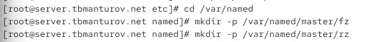 [root@server.tbmanturov.net etc]# cd /var/named
[root@server.tbmanturov.net named]# mkdir -p /var/named/master/fz
[root@server.tbmanturov.net named]# mkdir -p /var/named/master/rz